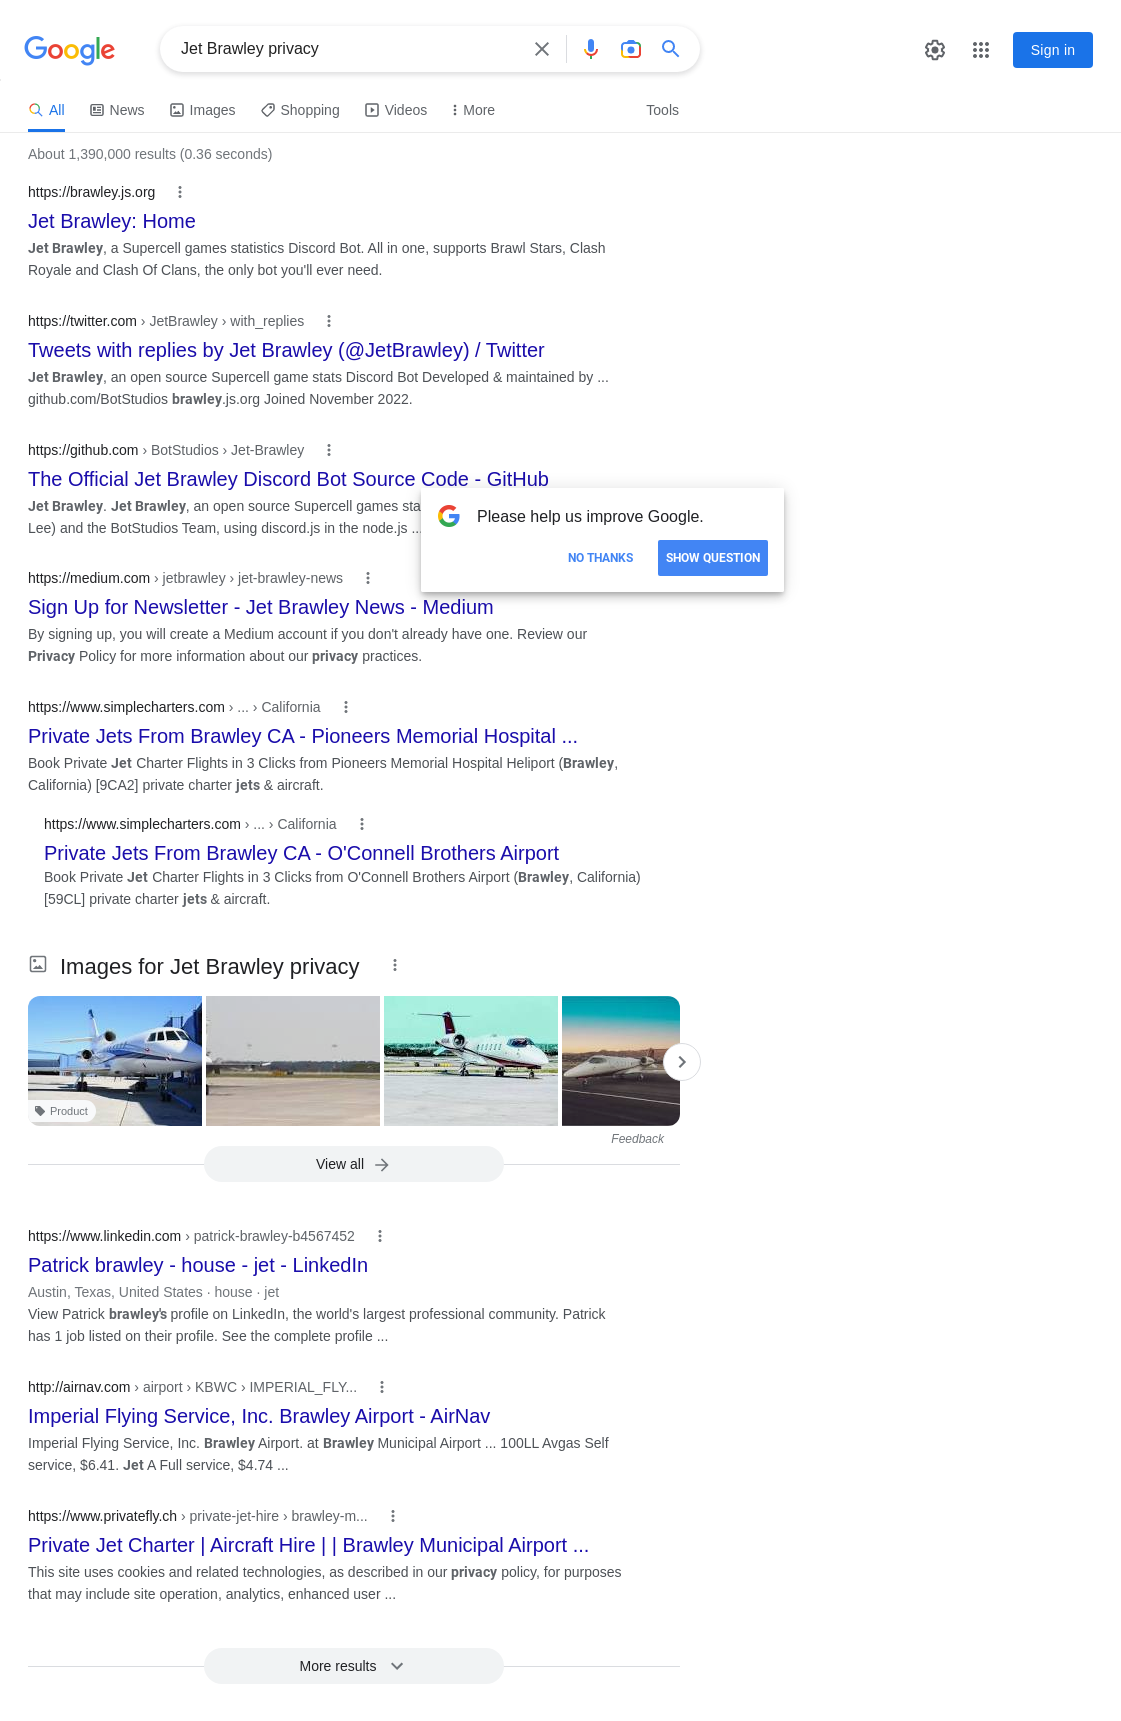 Google
Jet Brawley privacy
Sign in
All
News
Images
Shopping
Videos
More
Tools
About 1,390,000 results (0.36 seconds)
https://brawley.js.org
Jet Brawley: Home
Jet Brawley, a Supercell games statistics Discord Bot. All in one, supports Brawl Stars, Clash
Royale and Clash Of Clans, the only bot you'll ever need.
https://twitter.com › JetBrawley › with_replies
Tweets with replies by Jet Brawley (@JetBrawley) / Twitter
Jet Brawley, an open source Supercell game stats Discord Bot Developed & maintained by ...
github.com/BotStudios brawley.js.org Joined November 2022.
https://github.com › BotStudios › Jet-Brawley
The Official Jet Brawley Discord Bot Source Code - GitHub
Jet Brawley. Jet Brawley, an open source Supercell games sta
Lee) and the BotStudios Team, using discord.js in the node.js ...
Please help us improve Google.
NO THANKS
SHOW QUESTION
https://medium.com › jetbrawley › jet-brawley-news
Sign Up for Newsletter - Jet Brawley News - Medium
By signing up, you will create a Medium account if you don't already have one. Review our
Privacy Policy for more information about our privacy practices.
https://www.simplecharters.com › ... › California
Private Jets From Brawley CA - Pioneers Memorial Hospital ...
Book Private Jet Charter Flights in 3 Clicks from Pioneers Memorial Hospital Heliport (Brawley,
California) [9CA2] private charter jets & aircraft.
https://www.simplecharters.com › ... › California
Private Jets From Brawley CA - O'Connell Brothers Airport
Book Private Jet Charter Flights in 3 Clicks from O'Connell Brothers Airport (Brawley, California)
[59CL] private charter jets & aircraft.
Images for Jet Brawley privacy
Product
Feedback
View all
https://www.linkedin.com › patrick-brawley-b4567452
Patrick brawley - house - jet - LinkedIn
Austin, Texas, United States · house · jet
View Patrick brawley's profile on LinkedIn, the world's largest professional community. Patrick
has 1 job listed on their profile. See the complete profile ...
http://airnav.com › airport › KBWC › IMPERIAL_FLY...
Imperial Flying Service, Inc. Brawley Airport - AirNav
Imperial Flying Service, Inc. Brawley Airport. at Brawley Municipal Airport ... 100LL Avgas Self
service, $6.41. Jet A Full service, $4.74 ...
https://www.privatefly.ch › private-jet-hire › brawley-m...
Private Jet Charter | Aircraft Hire | | Brawley Municipal Airport ...
This site uses cookies and related technologies, as described in our privacy policy, for purposes
that may include site operation, analytics, enhanced user ...
More results